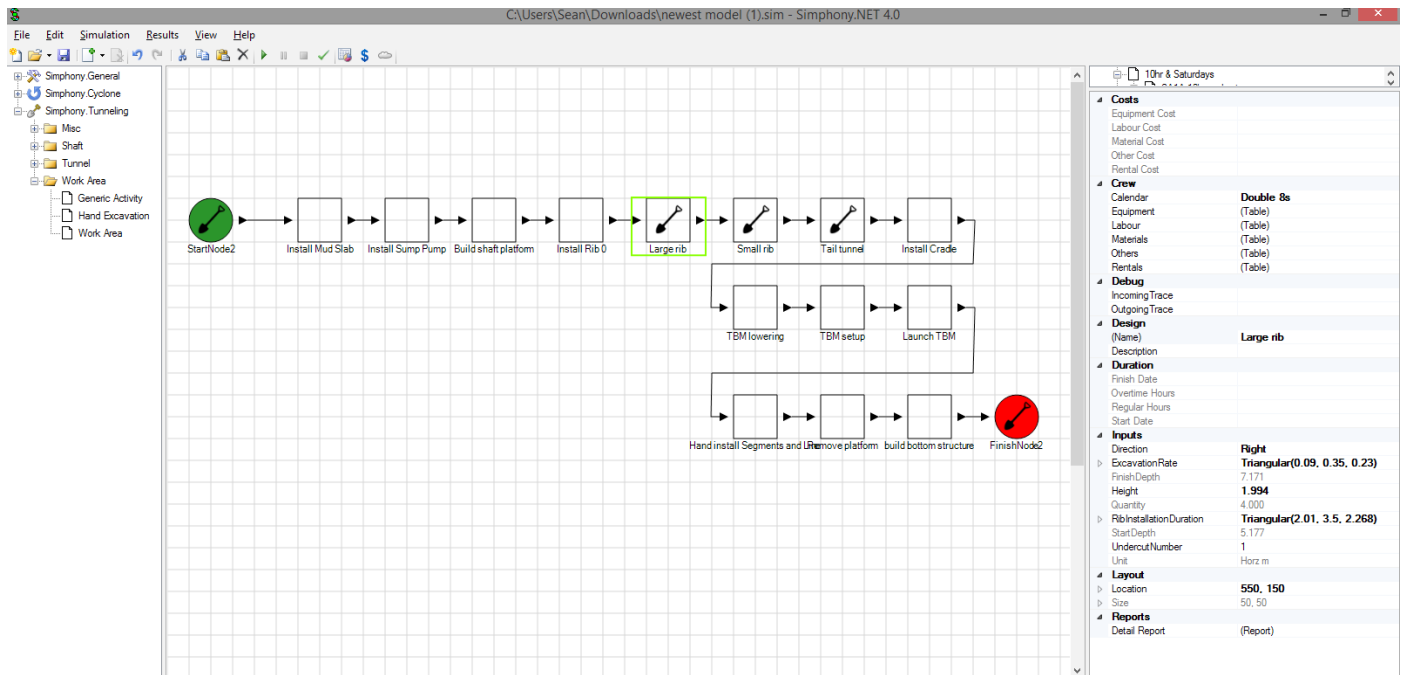 C:\Users\Sean\Downloads\newest model (1).sim - Simphony.NET 4.0
File Edit Simulation Results View Help
Simphony.General
Simphony.Cyclone
Simphony.Tunneling
Misc
Shaft
Tunnel
Work Area
Generic Activity
Hand Excavation
Work Area
StartNode2 Install Mud Slab Install Sump Pump Build shaft platform Install Rib 0 Large rib Small rib Tail tunnel Install Cradle
TBM lowering TBM setup Launch TBM
Hand install Segments and Remove platform build bottom structure FinishNode2
10hr & Saturdays
Costs
Equipment Cost
Labour Cost
Material Cost
Other Cost
Rental Cost
Crew
Calendar Double 8s
Equipment (Table)
Labour (Table)
Materials (Table)
Others (Table)
Rentals (Table)
Debug
IncomingTrace
OutgoingTrace
Design
(Name) Large rib
Description
Duration
Finish Date
Overtime Hours
Regular Hours
Start Date
Inputs
Direction Right
ExcavationRate Triangular(0.09, 0.35, 0.23)
FinishDepth 7.171
Height 1.994
Quantity 4.000
RibInstallationDuration Triangular(2.01, 3.5, 2.268)
StartDepth 5.177
UndercutNumber 1
Unit Horz m
Layout
Location 550, 150
Size 50, 50
Reports
Detail Report (Report)